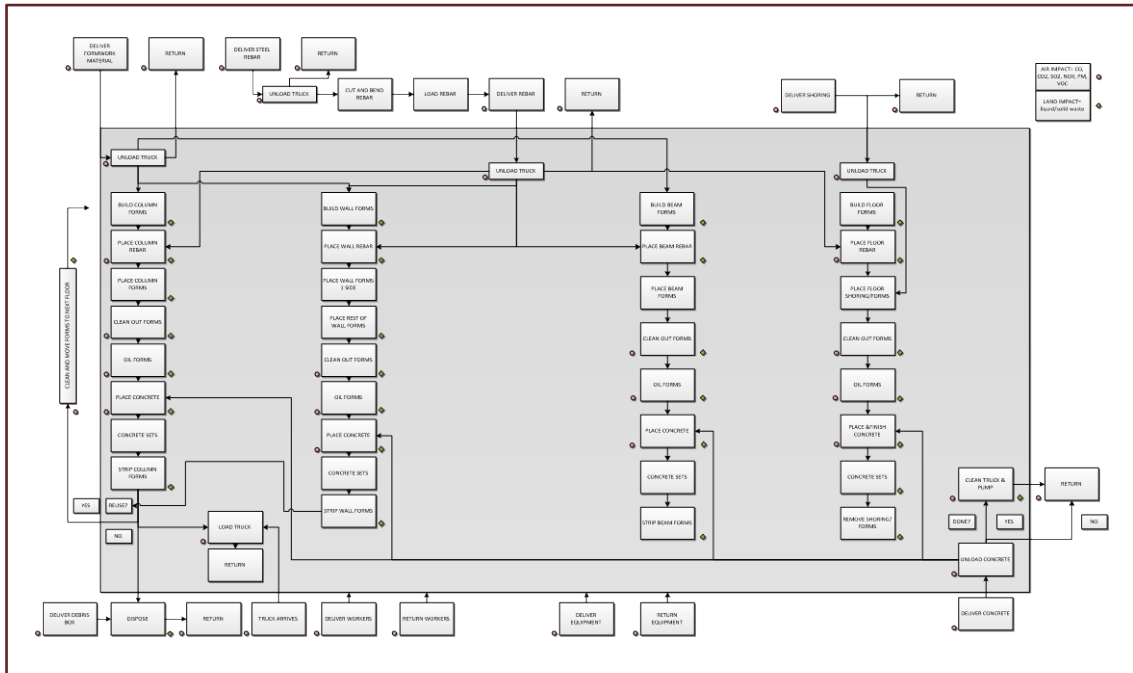 DELIVER
FORMWORK
MATERIAL
RETURN
DELIVER STEEL
REBAR
RETURN
UNLOAD TRUCK
CUT AND BEND
REBAR
LOAD REBAR
DELIVER REBAR
RETURN
DELIVER SHORING
RETURN
AIR IMPACT= CO,
CO2, SO2, NOX, PM,
VOC
LAND IMPACT=
liquid/solid waste
UNLOAD TRUCK
UNLOAD TRUCK
UNLOAD TRUCK
BUILD COLUMN
FORMS
PLACE COLUMN
REBAR
PLACE COLUMN
FORMS
CLEAN OUT FORMS
OIL FORMS
PLACE CONCRETE
CONCRETE SETS
STRIP COLUMN
FORMS
CLEAN AND MOVE FORMS TO NEXT FLOOR
YES
REUSE?
NO
BUILD WALL FORMS
PLACE WALL REBAR
PLACE WALL FORMS
1 SIDE
PLACE REST OF
WALL FORMS
CLEAN OUT FORMS
OIL FORMS
PLACE CONCRETE
CONCRETE SETS
STRIP WALL FORMS
LOAD TRUCK
RETURN
BUILD BEAM
FORMS
PLACE BEAM REBAR
PLACE BEAM
FORMS
CLEAN OUT FORMS
OIL FORMS
PLACE CONCRETE
CONCRETE SETS
STRIP BEAM FORMS
BUILD FLOOR
FORMS
PLACE FLOOR
REBAR
PLACE FLOOR
SHORING/FORMS
CLEAN OUT FORMS
OIL FORMS
PLACE &FINISH
CONCRETE
CONCRETE SETS
REMOVE SHORING/
FORMS
CLEAN TRUCK &
PUMP
RETURN
DONE?
YES
NO
UNLOAD CONCRETE
DELIVER CONCRETE
DELIVER DEBRIS
BOX
DISPOSE
RETURN
TRUCK ARRIVES
DELIVER WORKERS
RETURN WORKERS
DELIVER
EQUIPMENT
RETURN
EQUIPMENT